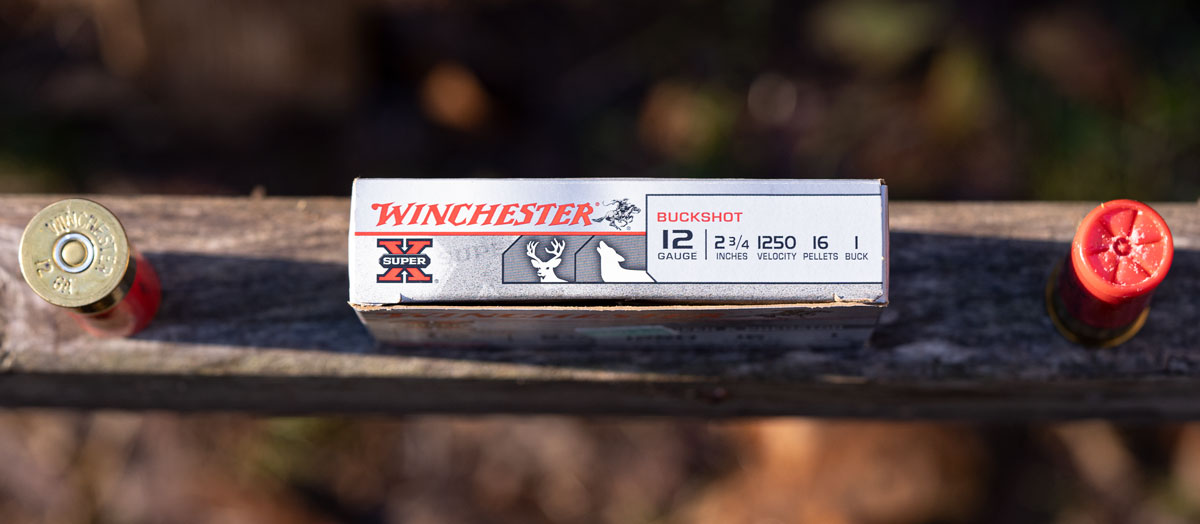 WINCHESTER
12 GA
WINCHESTER®
SUPER X®
BUCKSHOT
12 2 3/4 1250 16 1
GAUGE INCHES VELOCITY PELLETS BUCK